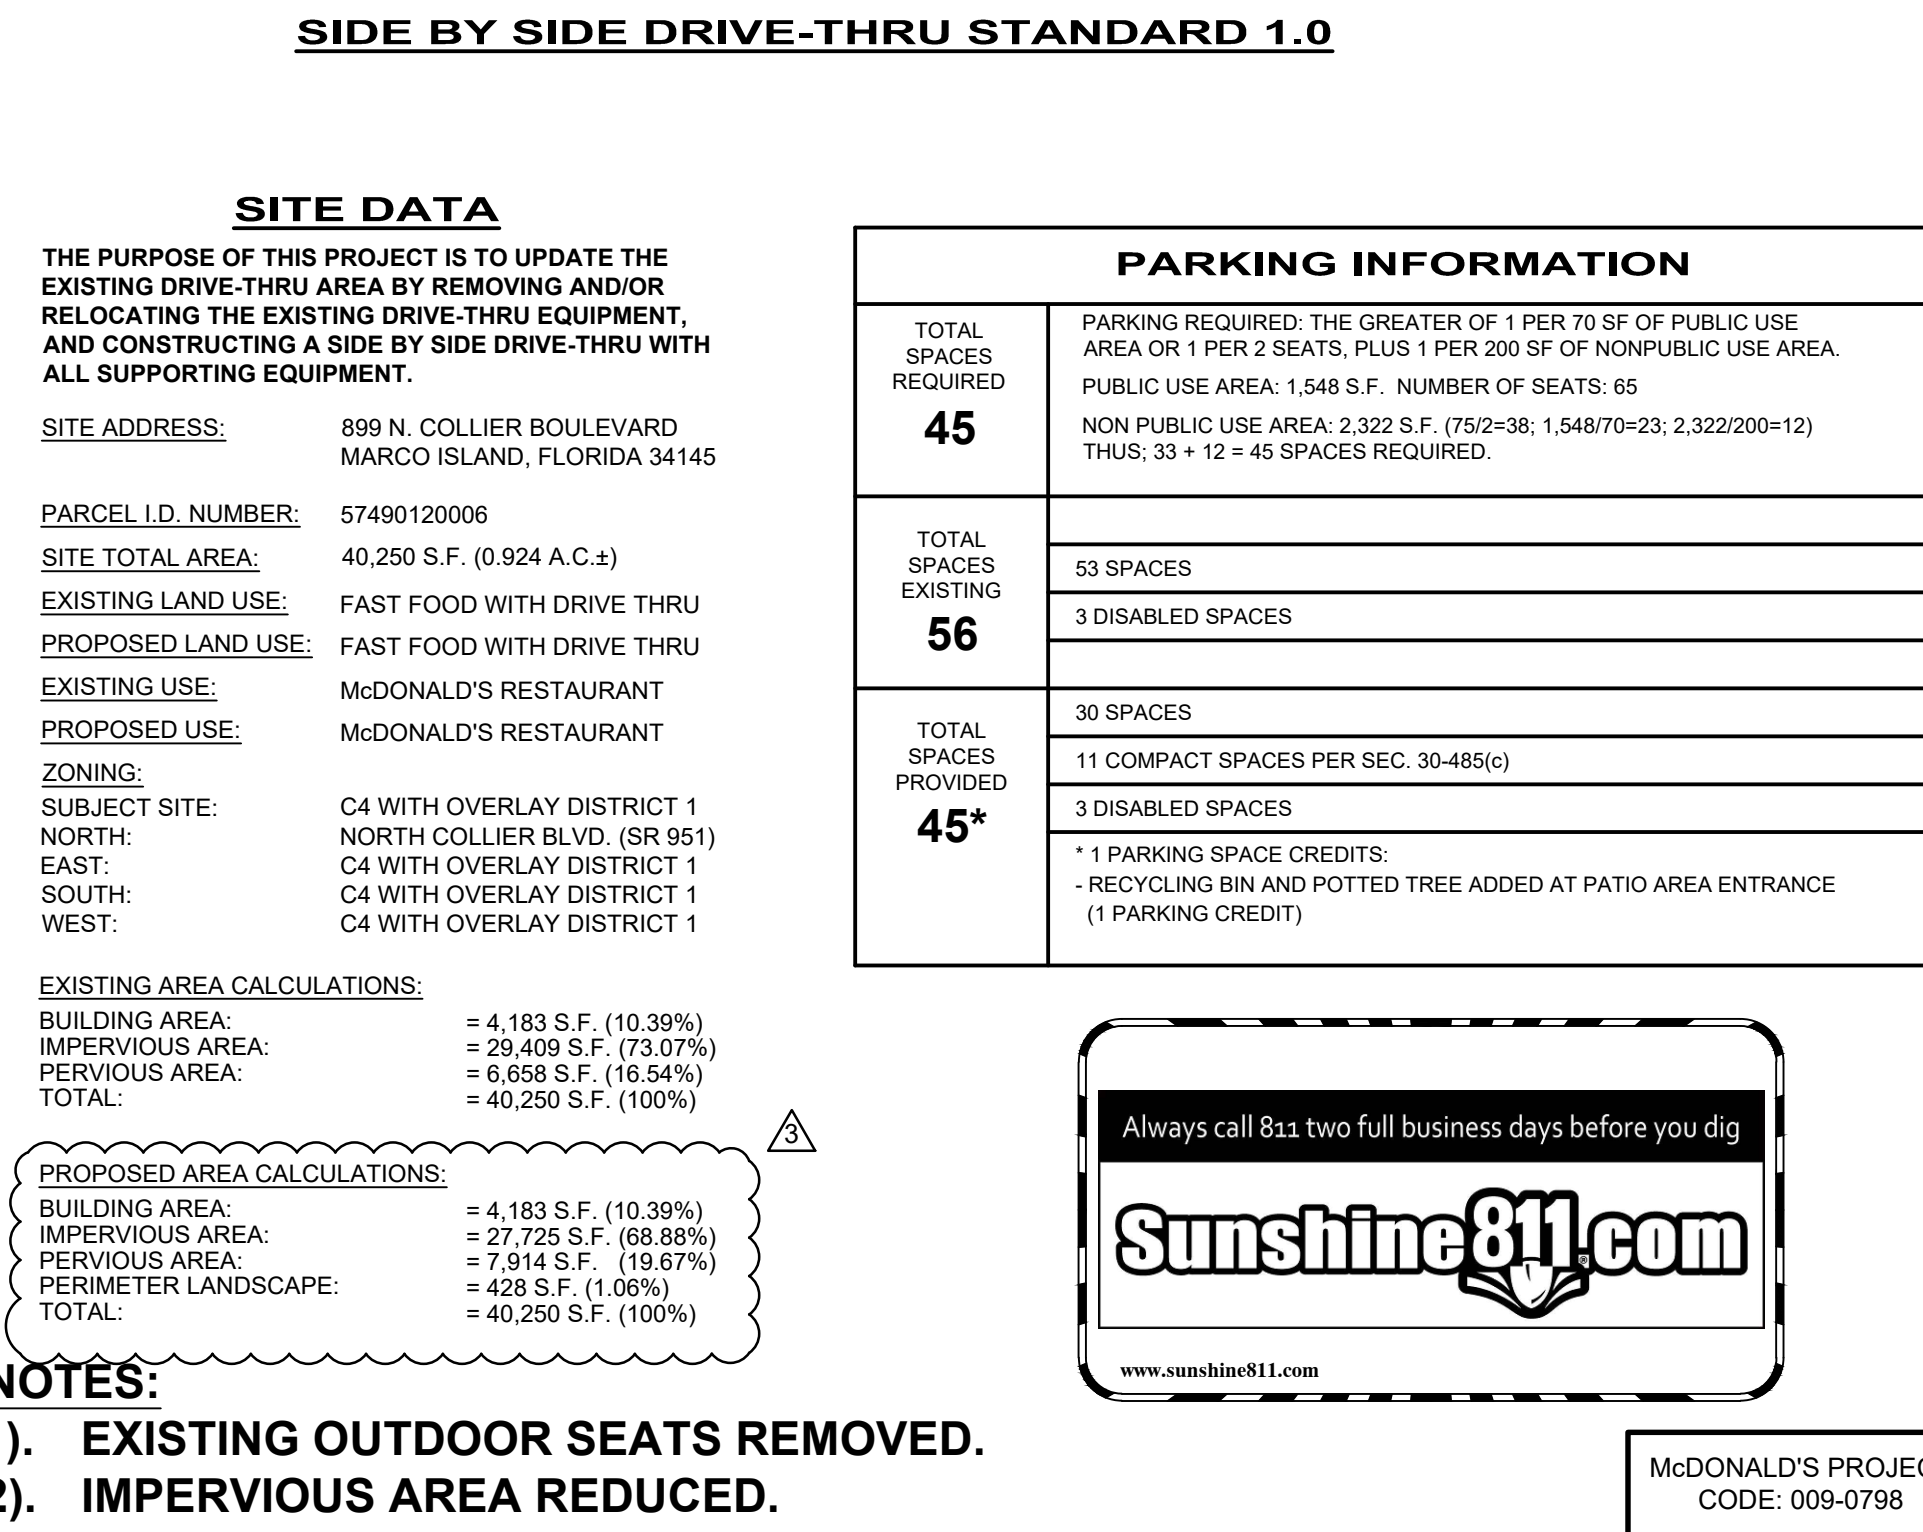 SIDE BY SIDE DRIVE-THRU STANDARD 1.0
SITE DATA
THE PURPOSE OF THIS PROJECT IS TO UPDATE THE
EXISTING DRIVE-THRU AREA BY REMOVING AND/OR
RELOCATING THE EXISTING DRIVE-THRU EQUIPMENT,
AND CONSTRUCTING A SIDE BY SIDE DRIVE-THRU WITH
ALL SUPPORTING EQUIPMENT.
SITE ADDRESS: 899 N. COLLIER BOULEVARD
MARCO ISLAND, FLORIDA 34145
PARCEL I.D. NUMBER: 57490120006
SITE TOTAL AREA: 40,250 S.F. (0.924 A.C.±)
EXISTING LAND USE: FAST FOOD WITH DRIVE THRU
PROPOSED LAND USE: FAST FOOD WITH DRIVE THRU
EXISTING USE: McDONALD'S RESTAURANT
PROPOSED USE: McDONALD'S RESTAURANT
ZONING:
SUBJECT SITE: C4 WITH OVERLAY DISTRICT 1
NORTH: NORTH COLLIER BLVD. (SR 951)
EAST: C4 WITH OVERLAY DISTRICT 1
SOUTH: C4 WITH OVERLAY DISTRICT 1
WEST: C4 WITH OVERLAY DISTRICT 1
EXISTING AREA CALCULATIONS:
BUILDING AREA: = 4,183 S.F. (10.39%)
IMPERVIOUS AREA: = 29,409 S.F. (73.07%)
PERVIOUS AREA: = 6,658 S.F. (16.54%)
TOTAL: = 40,250 S.F. (100%)
3
PROPOSED AREA CALCULATIONS:
BUILDING AREA: = 4,183 S.F. (10.39%)
IMPERVIOUS AREA: = 27,725 S.F. (68.88%)
PERVIOUS AREA: = 7,914 S.F. (19.67%)
PERIMETER LANDSCAPE: = 428 S.F. (1.06%)
TOTAL: = 40,250 S.F. (100%)
NOTES:
). EXISTING OUTDOOR SEATS REMOVED.
2). IMPERVIOUS AREA REDUCED.
PARKING INFORMATION
TOTAL
SPACES
REQUIRED
45
PARKING REQUIRED: THE GREATER OF 1 PER 70 SF OF PUBLIC USE
AREA OR 1 PER 2 SEATS, PLUS 1 PER 200 SF OF NONPUBLIC USE AREA.
PUBLIC USE AREA: 1,548 S.F. NUMBER OF SEATS: 65
NON PUBLIC USE AREA: 2,322 S.F. (75/2=38; 1,548/70=23; 2,322/200=12)
THUS; 33 + 12 = 45 SPACES REQUIRED.
TOTAL
SPACES
EXISTING
56
53 SPACES
3 DISABLED SPACES
TOTAL
SPACES
PROVIDED
45*
30 SPACES
11 COMPACT SPACES PER SEC. 30-485(c)
3 DISABLED SPACES
* 1 PARKING SPACE CREDITS:
- RECYCLING BIN AND POTTED TREE ADDED AT PATIO AREA ENTRANCE
(1 PARKING CREDIT)
Always call 811 two full business days before you dig
Sunshine811.com
®
www.sunshine811.com
McDONALD'S PROJEC
CODE: 009-0798